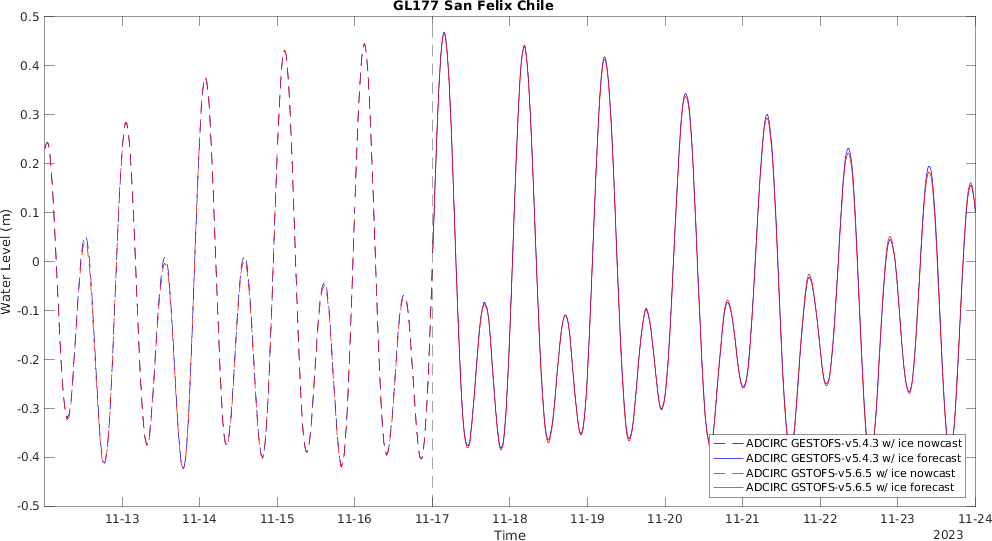 GL177 San Felix Chile
0.5
0.4
0.3
0.2
0.1
0
-0.1
-0.2
-0.3
-0.4
-0.5
Water Level (m)
ADCIRC GESTOFS-v5.4.3 w/ ice nowcast
ADCIRC GESTOFS-v5.4.3 w/ ice forecast
ADCIRC GSTOFS-v5.6.5 w/ ice nowcast
ADCIRC GSTOFS-v5.6.5 w/ ice forecast
11-13 11-14 11-15 11-16 11-17 11-18 11-19 11-20 11-21 11-22 11-23 11-24
Time
2023